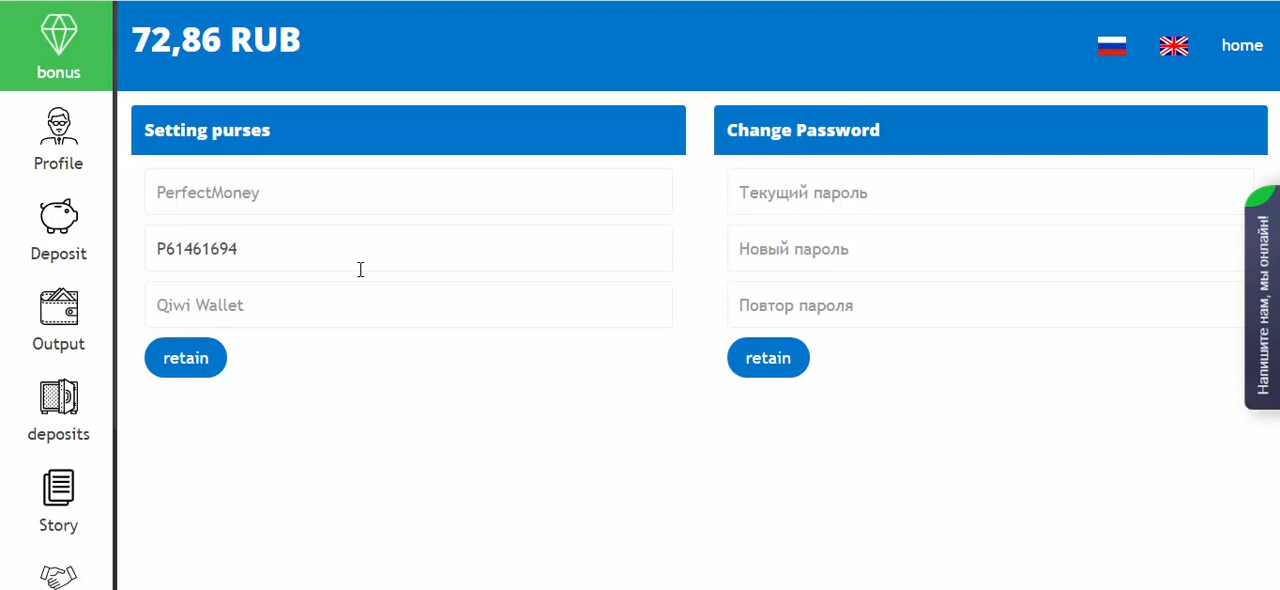 bonus
Profile
Deposit
Output
deposits
Story
72,86 RUB
home
Setting purses
PerfectMoney
P61461694
Qiwi Wallet
retain
Change Password
Текущий пароль
Новый пароль
Повтор пароля
retain
Напишите нам, мы онлайн!